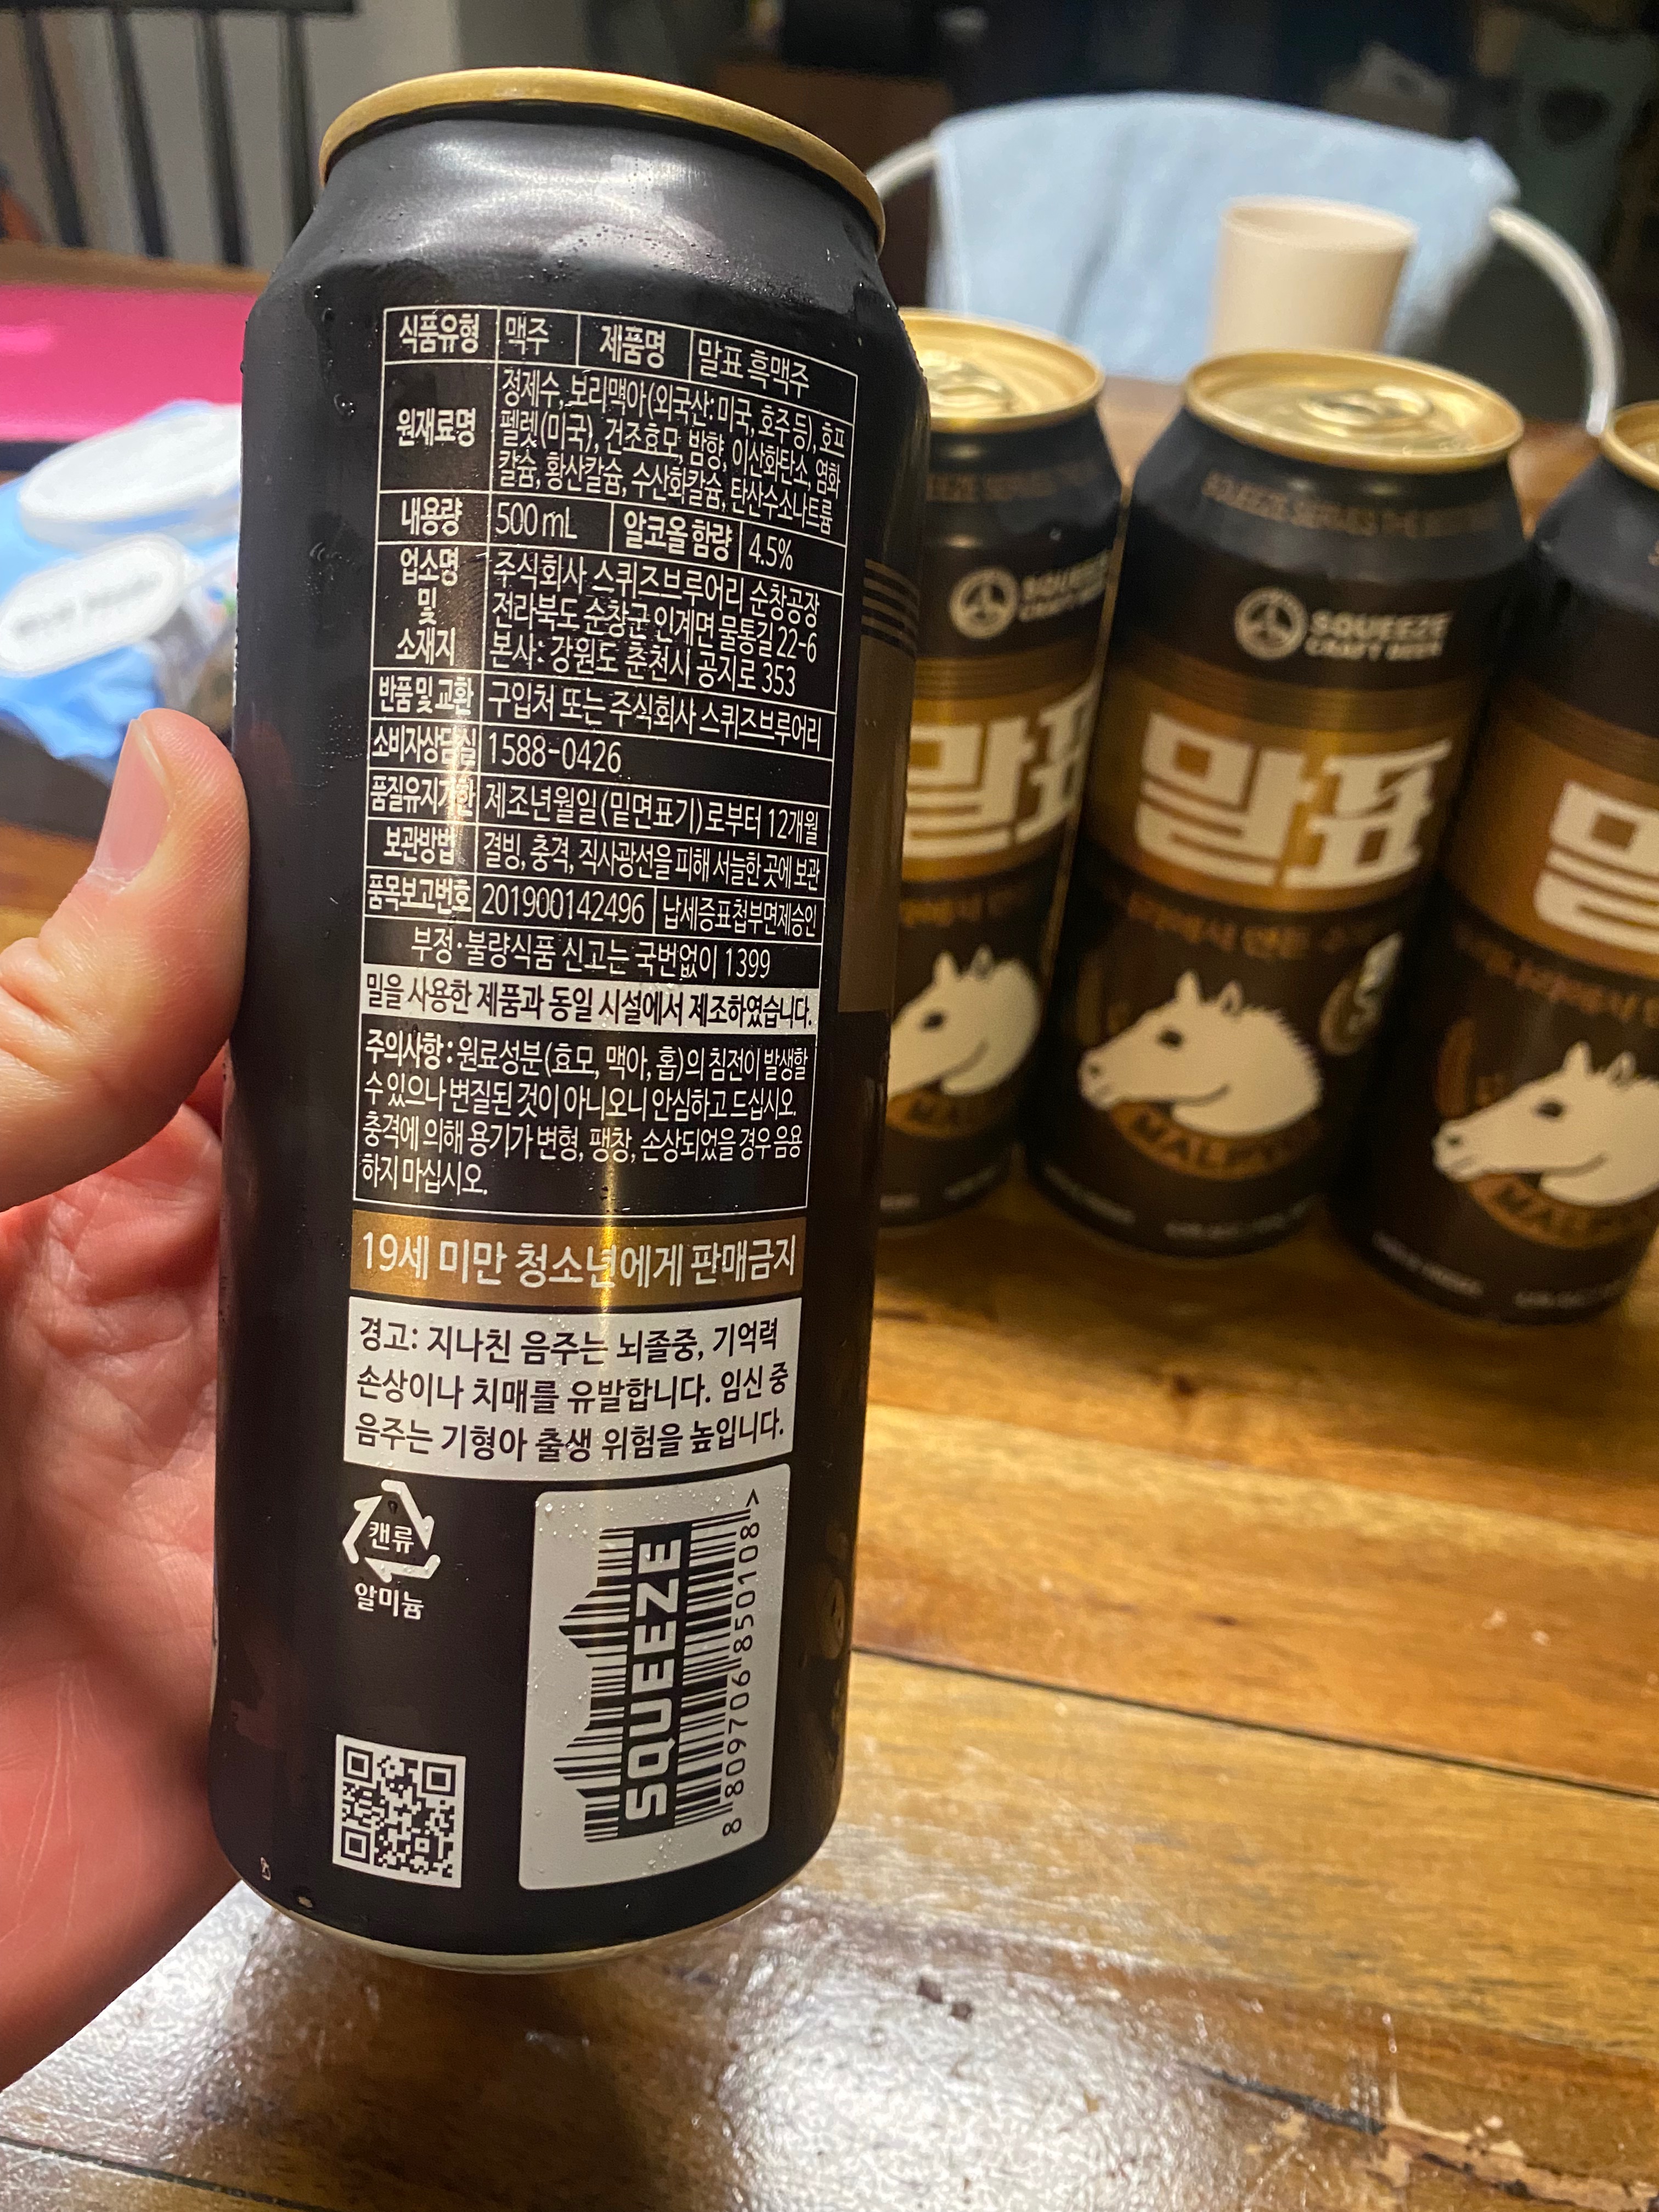 식품유형 맥주 제품명 말표 흑맥주
원재료명
정제수, 보리맥아(외국산: 미국, 호주 등), 호프
펠렛(미국), 건조효모, 밤향, 이산화탄소, 염화
칼슘, 황산칼슘, 수산화칼슘, 탄산수소나트륨
내용량 500mL 알코올 함량 4.5%
업소명
및
소재지
주식회사 스퀴즈브루어리 순창공장
전라북도 순창군 인계면 물통길 22-6
본사: 강원도 춘천시 공지로 353
반품 및 교환 구입처 또는 주식회사 스퀴즈브루어리
소비자상담실 1588-0426
품질유지기한 제조년월일(밑면표기)로부터 12개월
보관방법 결빙, 충격, 직사광선을 피해 서늘한 곳에 보관
품목보고번호 201900142496 납세증표첩부면제승인
부정·불량식품 신고는 국번없이 1399
밀을 사용한 제품과 동일 시설에서 제조하였습니다.
주의사항: 원료성분(효모, 맥아, 홉)의 침전이 발생할
수 있으나 변질된 것이 아니오니 안심하고 드십시오.
충격에 의해 용기가 변형, 팽창, 손상되었을 경우 음용
하지 마십시오.
19세 미만 청소년에게 판매금지
경고: 지나친 음주는 뇌졸중, 기억력
손상이나 치매를 유발합니다. 임신 중
음주는 기형아 출생 위험을 높입니다.
캔류
알미늄
SQUEEZE
8 809706 850108 >
SQUEEZE
CRAFT BEER
말표
SQUEEZE
CRAFT BEER
말표